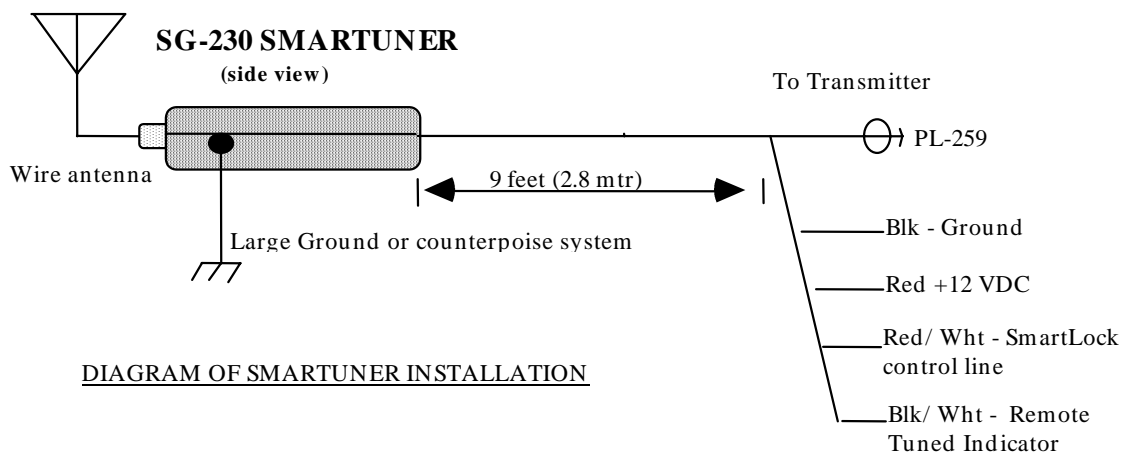 SG-230 SMARTUNER
(side view)
To Transmitter
PL-259
Wire antenna
9 feet (2.8 mtr)
Blk - Ground
Large Ground or counterpoise system
Red +12 VDC
Red/ Wht - SmartLock
control line
DIAGRAM OF SMARTUNER INSTALLATION
Blk/ Wht - Remote
Tuned Indicator